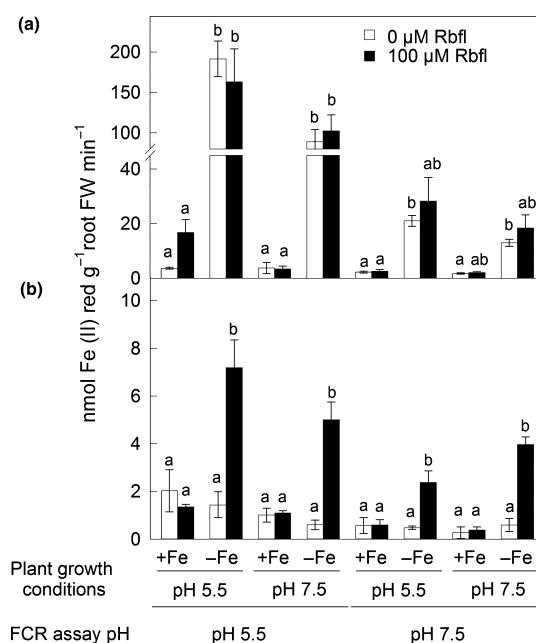 (a)
0 µM Rbfl
100 µM Rbfl
200
150
100
40
20
0
b b
b b
a a
a a
b ab
a a
b ab
a ab
(b)
10
8
6
4
2
0
a a
a b
a a
a b
a a
a b
a a
a b
nmol Fe (II) red g−1root FW min−1
+Fe –Fe +Fe –Fe +Fe –Fe +Fe –Fe
Plant growth conditions
pH 5.5 pH 7.5 pH 5.5 pH 7.5
FCR assay pH pH 5.5 pH 7.5